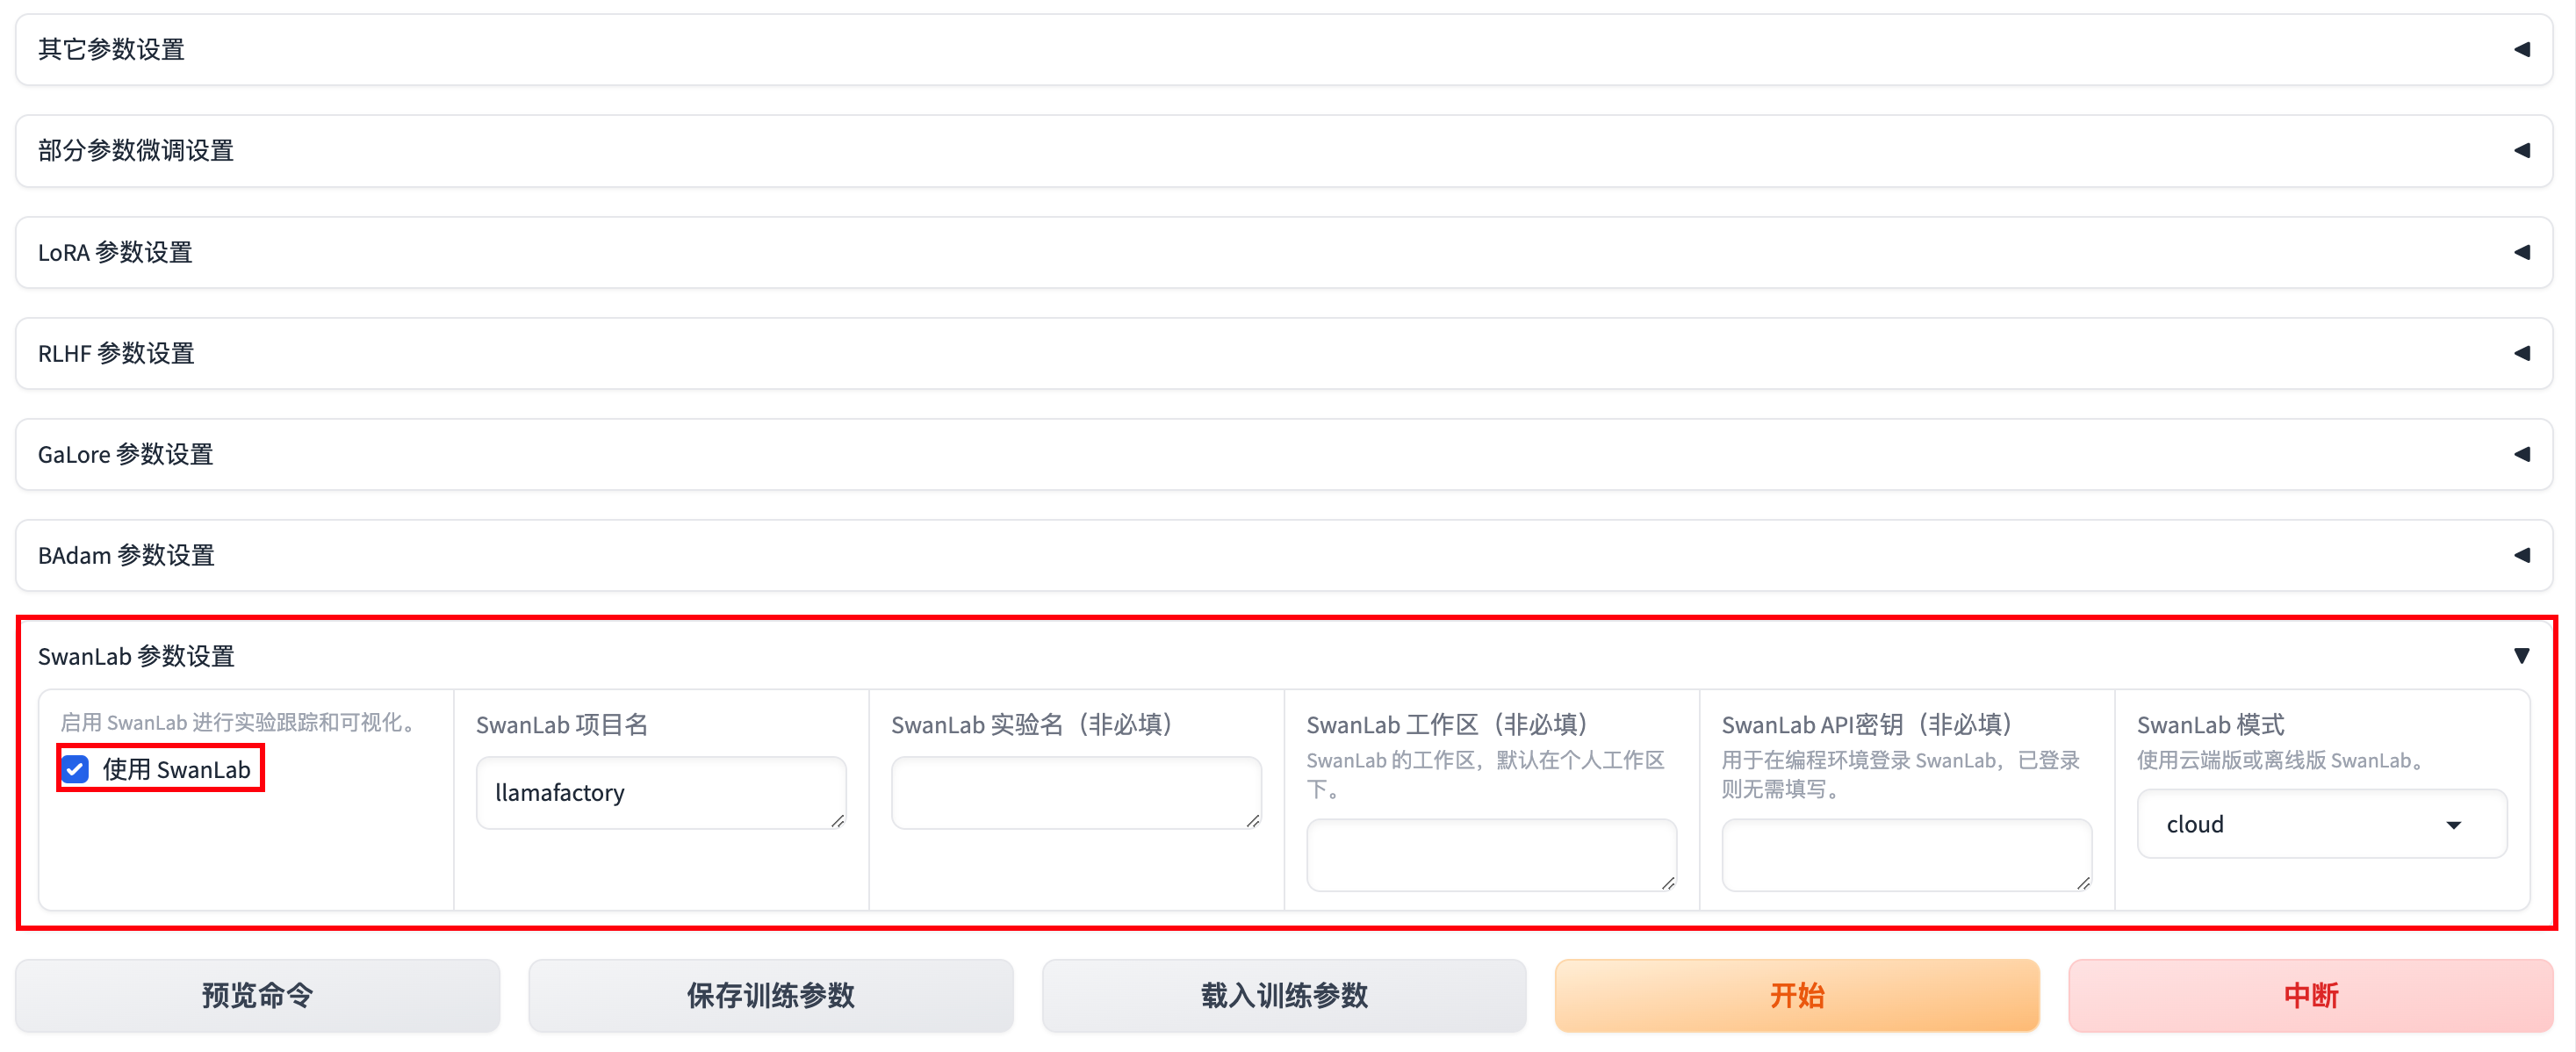 其它参数设置
部分参数微调设置
LoRA 参数设置
RLHF 参数设置
GaLore 参数设置
BAdam 参数设置
SwanLab 参数设置
启用 SwanLab 进行实验跟踪和可视化。
使用 SwanLab
SwanLab 项目名
llamafactory
SwanLab 实验名（非必填）
SwanLab 工作区（非必填）
SwanLab 的工作区，默认在个人工作区
下。
SwanLab API密钥（非必填）
用于在编程环境登录 SwanLab，已登录
则无需填写。
SwanLab 模式
使用云端版或离线版 SwanLab。
cloud
预览命令
保存训练参数
载入训练参数
开始
中断